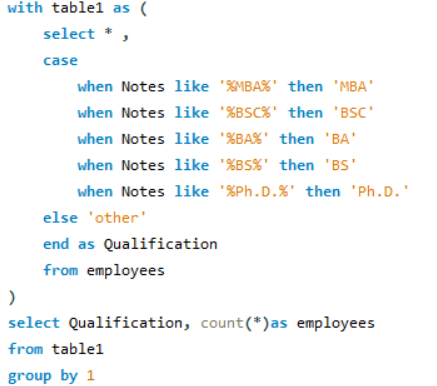 with table1 as (
select * ,
case
when Notes like '%MBA%' then 'MBA'
when Notes like '%BSC%' then 'BSC'
when Notes like '%BA%' then 'BA'
when Notes like '%BS%' then 'BS'
when Notes like '%Ph.D.%' then 'Ph.D.'
else 'other'
end as Qualification
from employees
)
select Qualification, count(*)as employees
from table1
group by 1